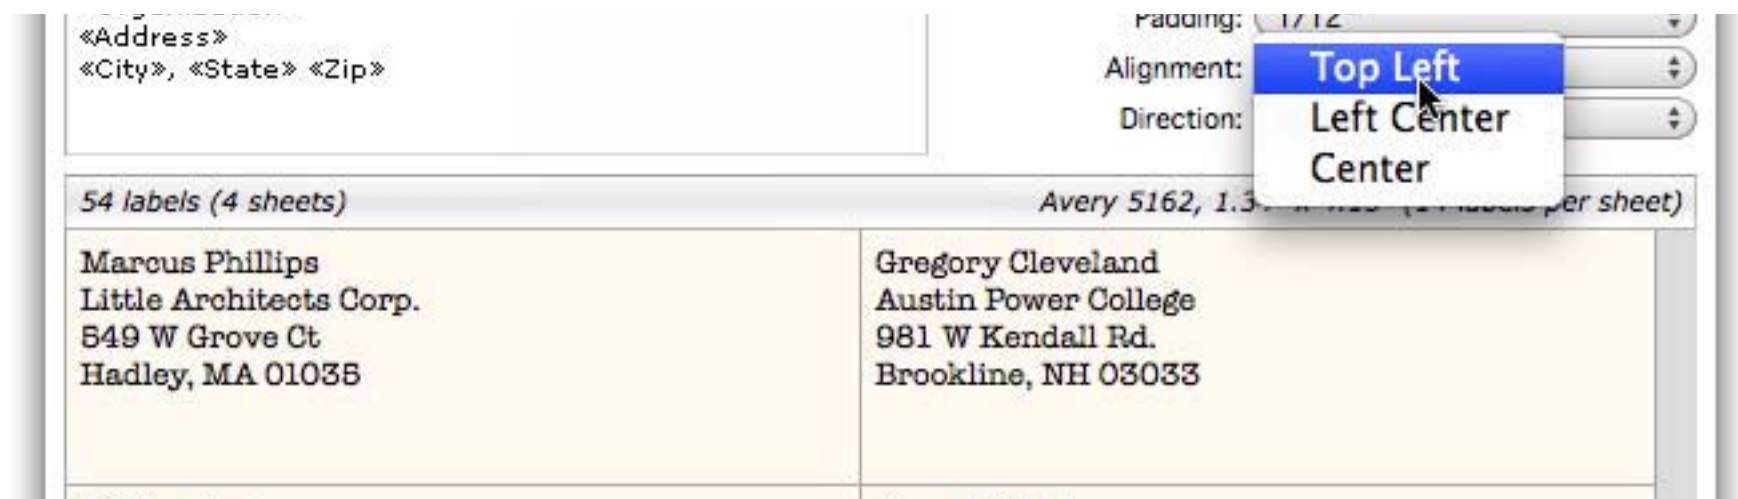 «Address»
«City», «State» «Zip»
Padding: 1/12
Alignment:
Top Left
Left Center
Center
Direction:
54 labels (4 sheets)
Avery 5162, per sheet)
Marcus Phillips
Little Architects Corp.
549 W Grove Ct
Hadley, MA 01035
Gregory Cleveland
Austin Power College
981 W Kendall Rd.
Brookline, NH 03033